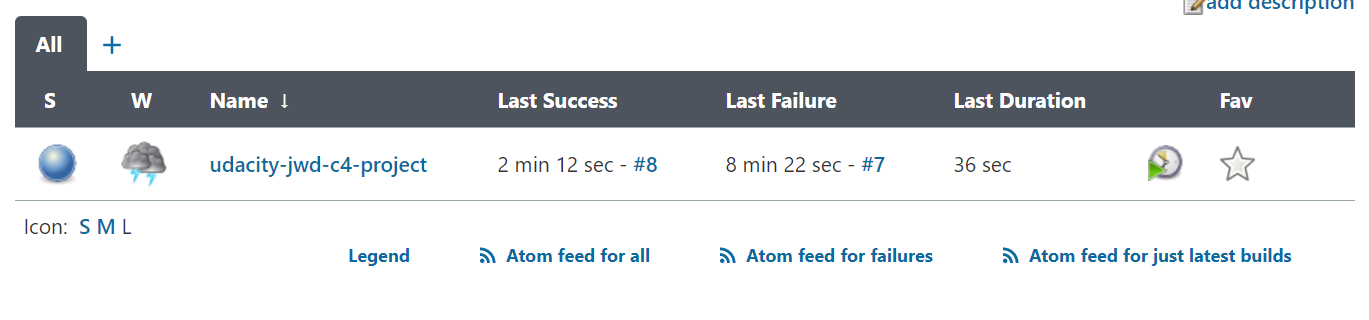 add description
All +
S W Name ↓ Last Success Last Failure Last Duration Fav
udacity-jwd-c4-project 2 min 12 sec - #8 8 min 22 sec - #7 36 sec
Icon: S M L
Legend Atom feed for all Atom feed for failures Atom feed for just latest builds